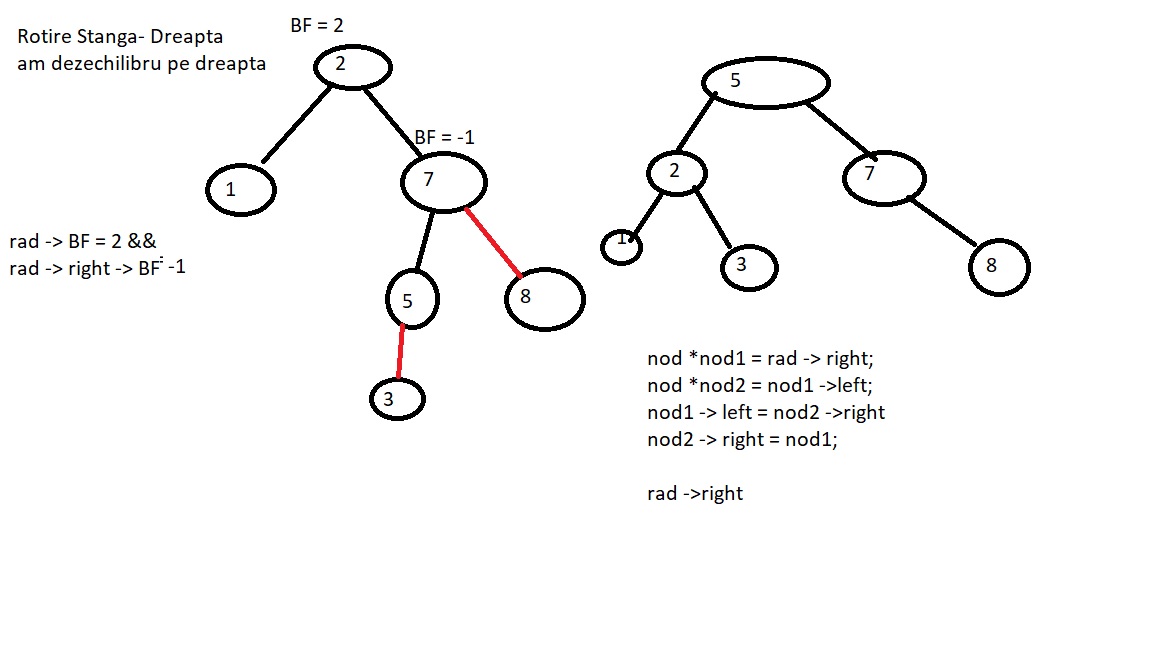 Rotire Stanga- Dreapta
am dezechilibru pe dreapta
BF = 2
2
BF = -1
1
7
5
8
3
rad -> BF = 2 &&
rad -> right -> BF = -1
5
2
7
1
3
8
nod *nod1 = rad -> right;
nod *nod2 = nod1 ->left;
nod1 -> left = nod2 ->right
nod2 -> right = nod1;
rad ->right